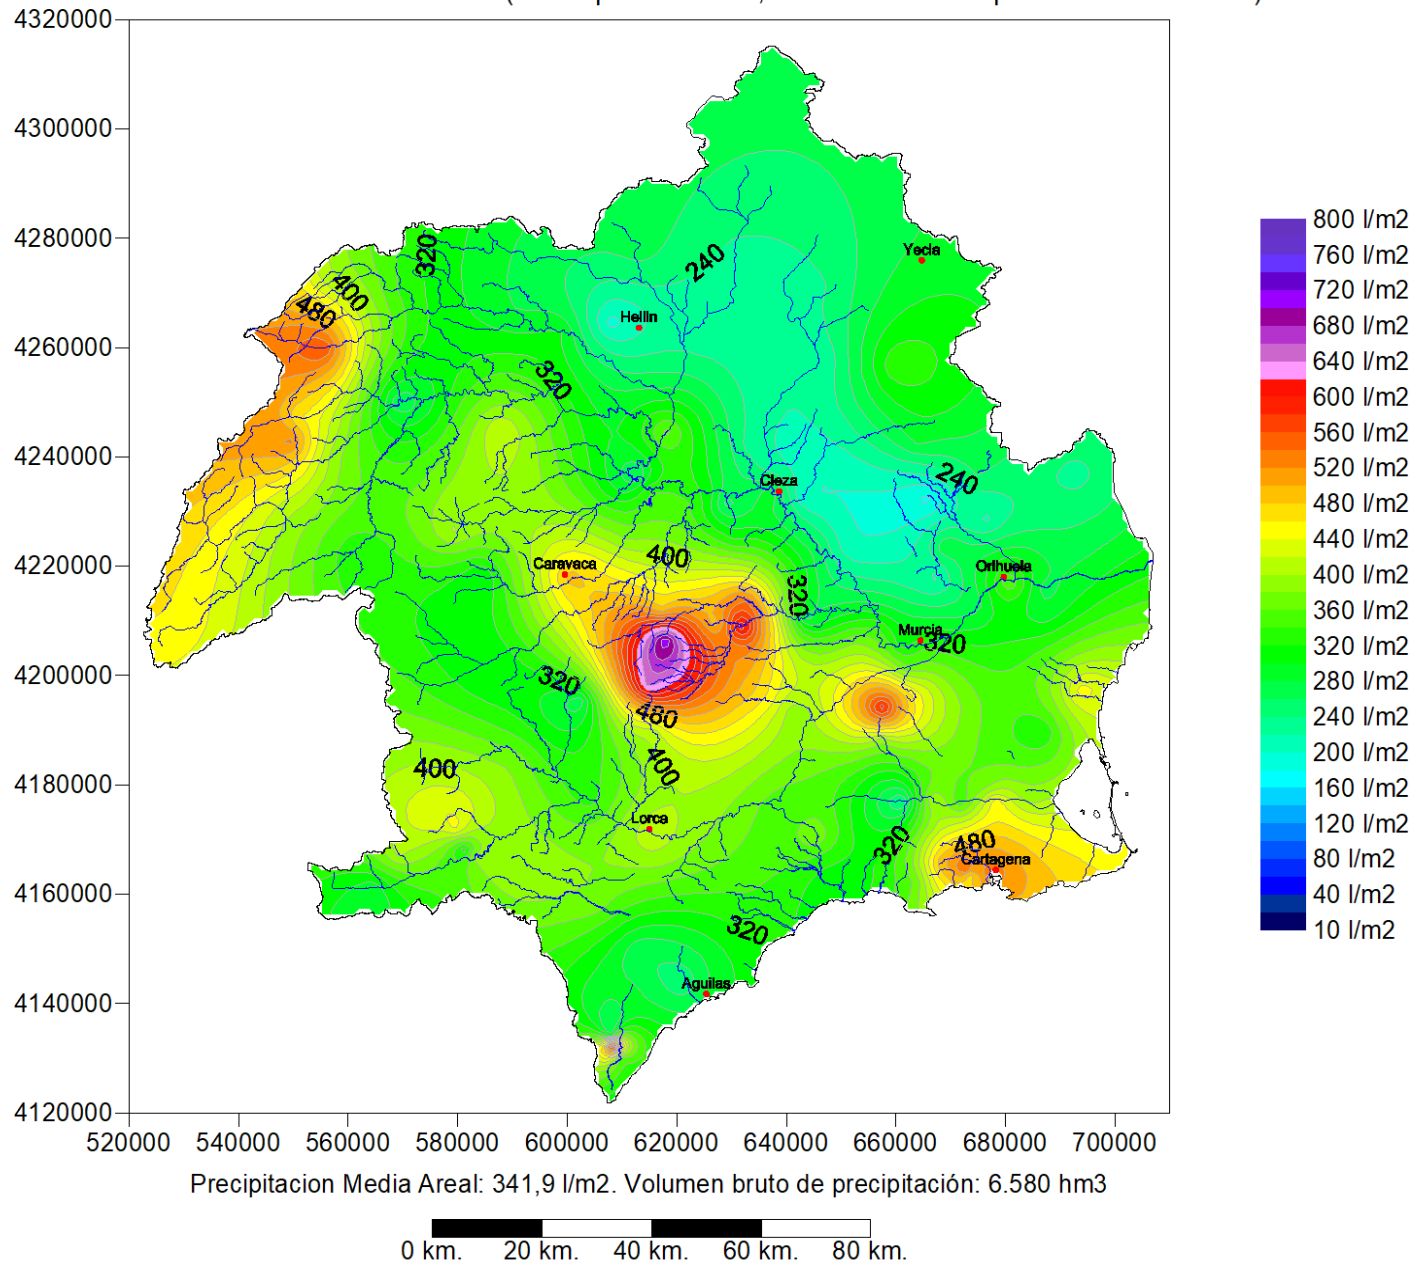 4320000
4300000
4280000
4260000
4240000
4220000
4200000
4180000
4160000
4140000
4120000
520000 540000 560000 580000 600000 620000 640000 660000 680000 700000
320
400
480
240
Yecla
Hellin
320
Cieza
240
400
Caravaca
320
Orihuela
Murcia
320
320
480
400
400
Lorca
320
480
Cartagena
320
Aguilas
800 l/m2
760 l/m2
720 l/m2
680 l/m2
640 l/m2
600 l/m2
560 l/m2
520 l/m2
480 l/m2
440 l/m2
400 l/m2
360 l/m2
320 l/m2
280 l/m2
240 l/m2
200 l/m2
160 l/m2
120 l/m2
80 l/m2
40 l/m2
10 l/m2
Precipitacion Media Areal: 341,9 l/m2. Volumen bruto de precipitación: 6.580 hm3
0 km. 20 km. 40 km. 60 km. 80 km.